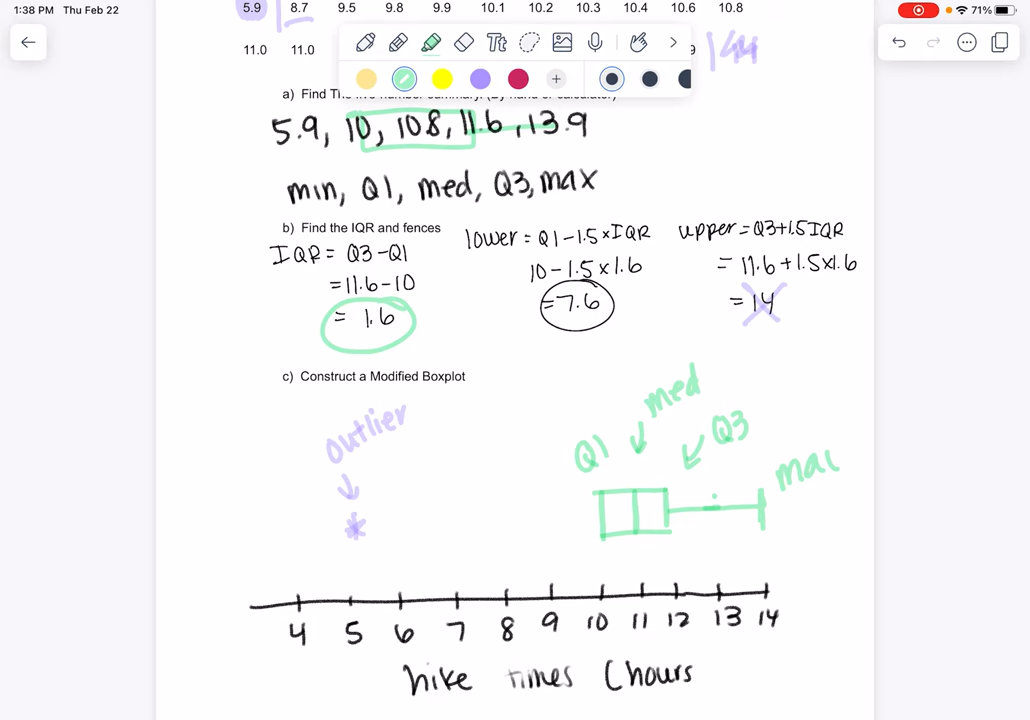 1:38 PM Thu Feb 22
71%
5.9 8.7 9.5 9.8 9.9 10.1 10.2 10.3 10.4 10.6 10.8
11.0 11.0 9
Tt
a) Find
5.9, 10, 10.8, 11.6, 13.9
min, Q1, med, Q3, max
b) Find the IQR and fences
IQR = Q3 - Q1
= 11.6 - 10
= 1.6
lower = Q1 - 1.5 x IQR
10 - 1.5 x 1.6
= 7.6
upper = Q3 + 1.5 IQR
= 11.6 + 1.5 x 1.6
= 14
c) Construct a Modified Boxplot
outlier
Q1
med
Q3
max
4 5 6 7 8 9 10 11 12 13 14
hike times (hours